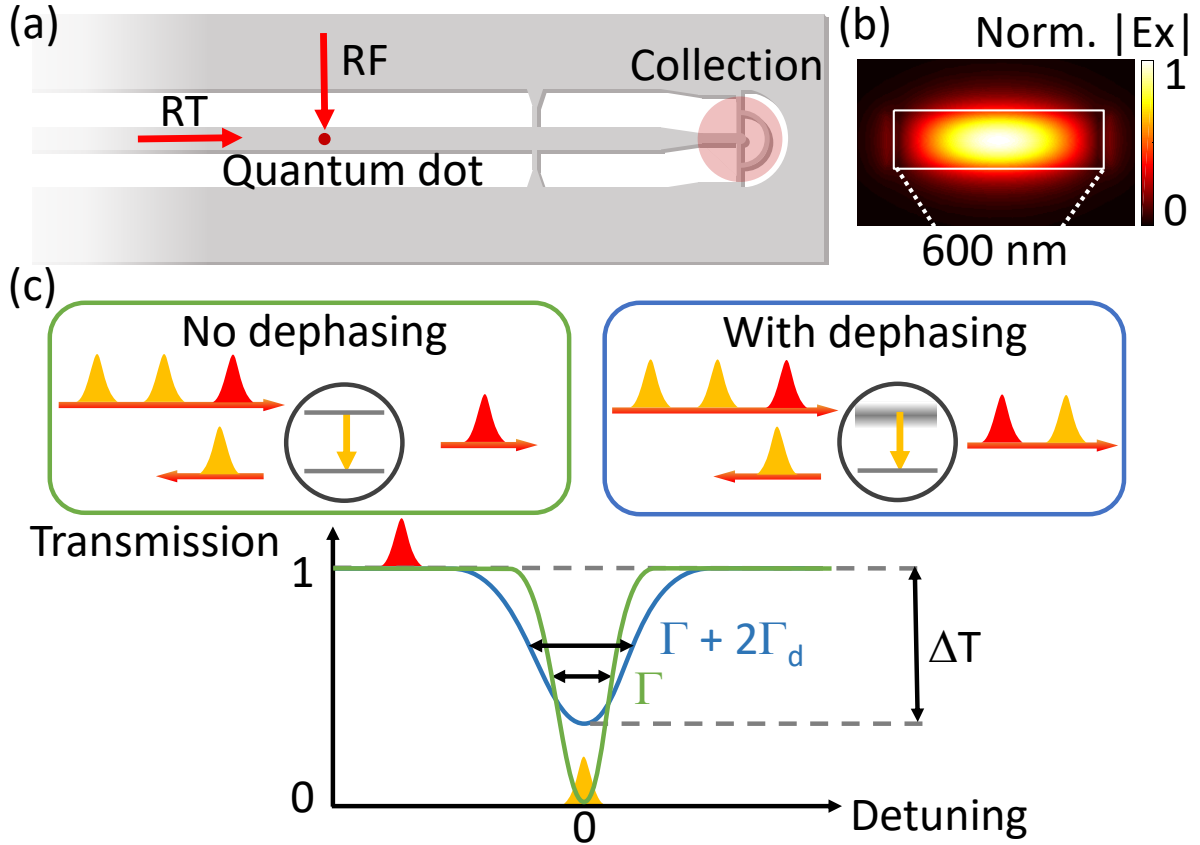 (a)
RF
RT
Quantum dot
Collection
(b)
Norm. |Ex|
1
0
600 nm
(c)
No dephasing
With dephasing
Transmission
1
Γ + 2Γd
Γ
ΔT
0
0
Detuning